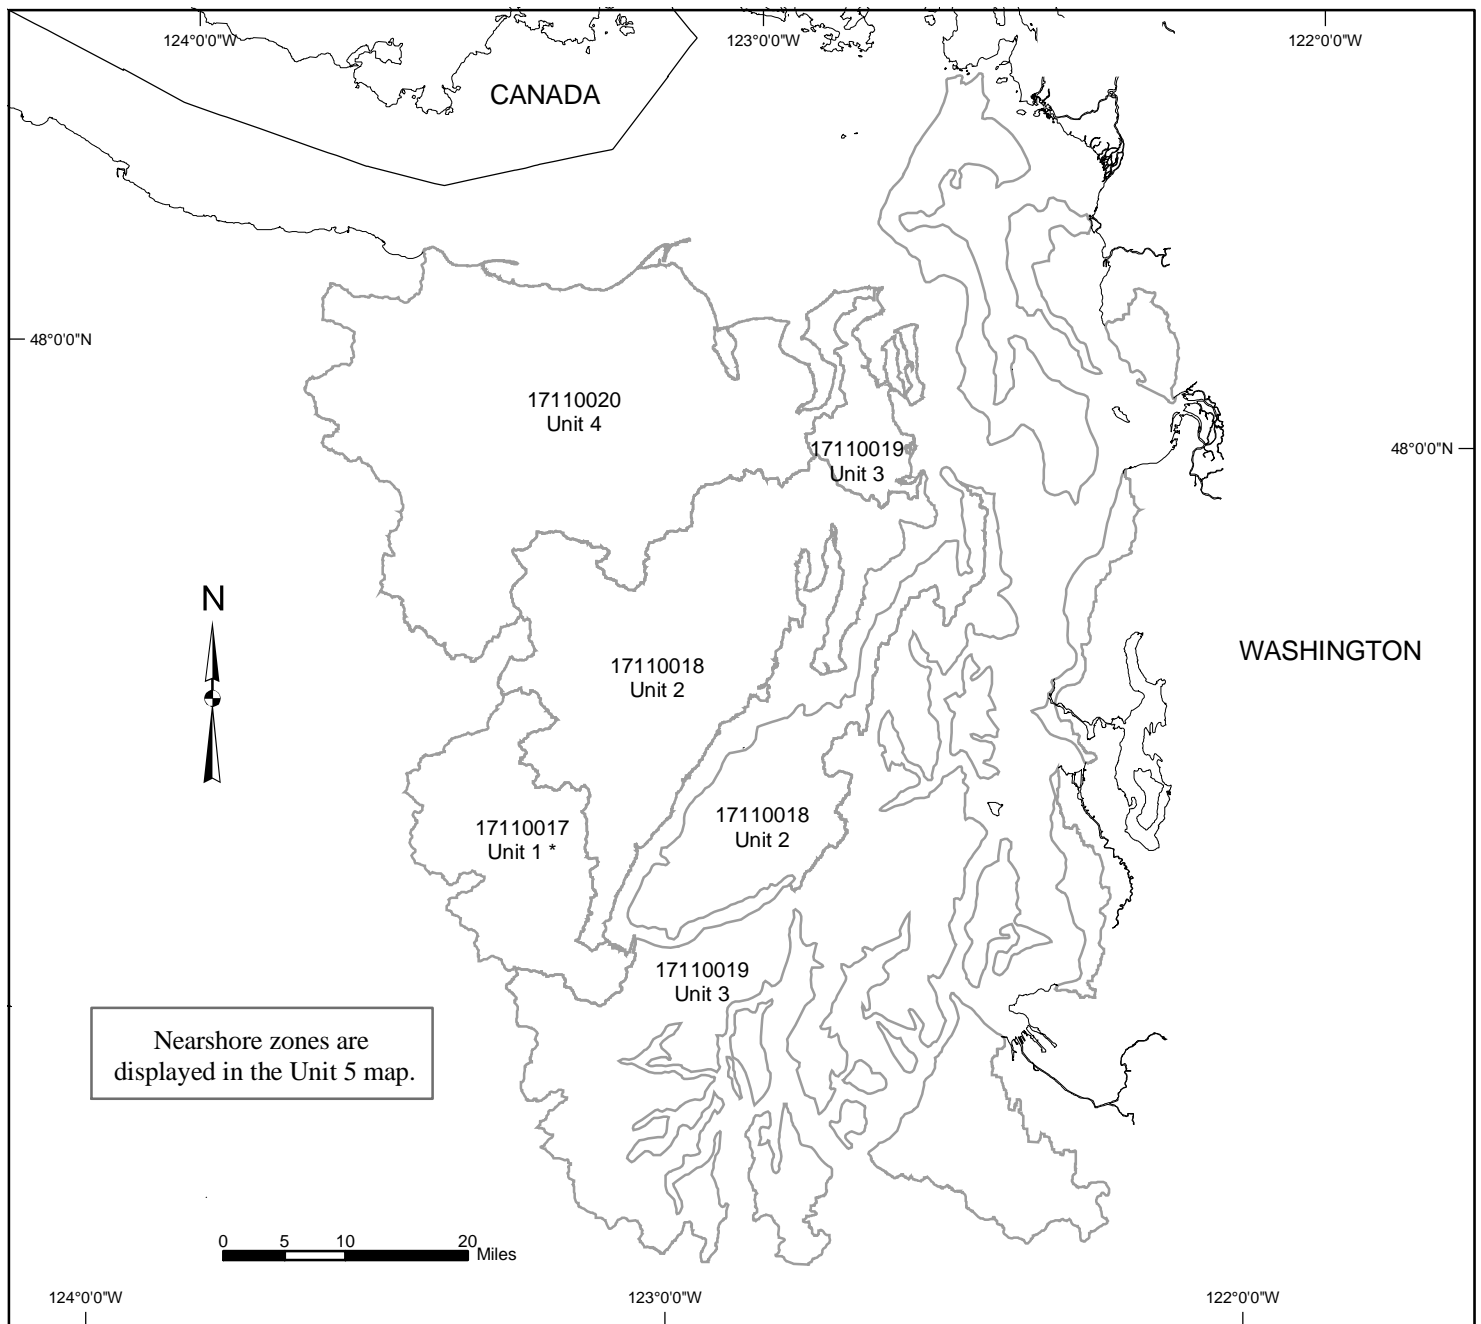 124°0'0"W
123°0'0"W
122°0'0"W
CANADA
48°0'0"N
17110020
Unit 4
17110019
Unit 3
48°0'0"N
N
WASHINGTON
17110018
Unit 2
17110018
Unit 2
17110017
Unit 1 *
17110019
Unit 3
Nearshore zones are
displayed in the Unit 5 map.
0 5 10 20
Miles
124°0'0"W
123°0'0"W
122°0'0"W